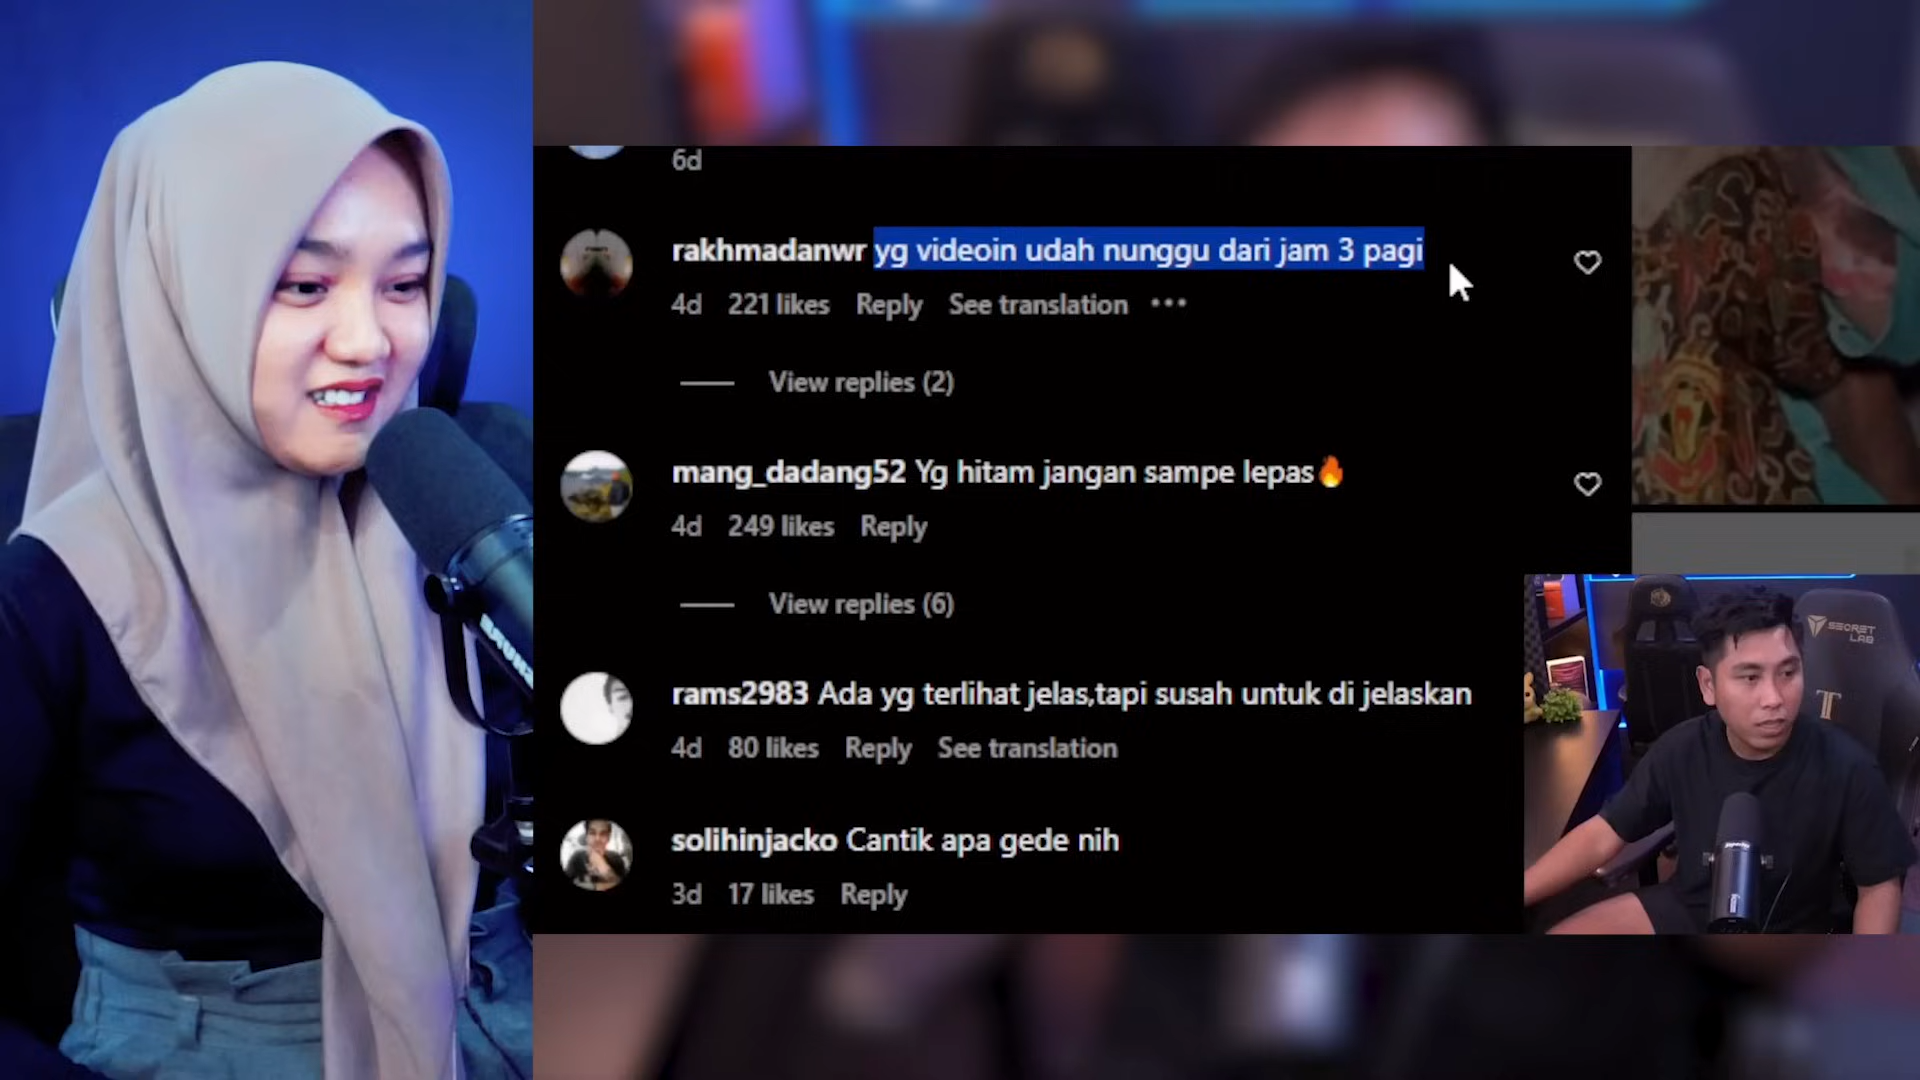 6d
rakhmadanwr yg videoin udah nunggu dari jam 3 pagi
4d 221 likes Reply See translation •••
View replies (2)
mang_dadang52 Yg hitam jangan sampe lepas🔥
4d 249 likes Reply
View replies (6)
rams2983 Ada yg terlihat jelas,tapi susah untuk di jelaskan
4d 80 likes Reply See translation
solihinjacko Cantik apa gede nih
3d 17 likes Reply
SECRET
LAB